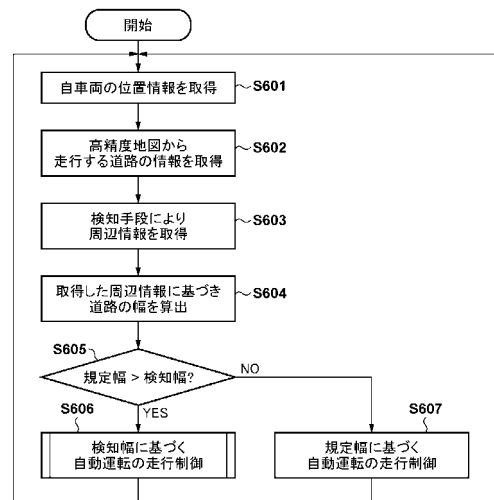 開始
自車両の位置情報を取得
S601
高精度地図から
走行する道路の情報を取得
S602
検知手段により
周辺情報を取得
S603
取得した周辺情報に基づき
道路の幅を算出
S604
S605
規定幅 > 検知幅?
NO
YES
S606
検知幅に基づく
自動運転の走行制御
S607
規定幅に基づく
自動運転の走行制御